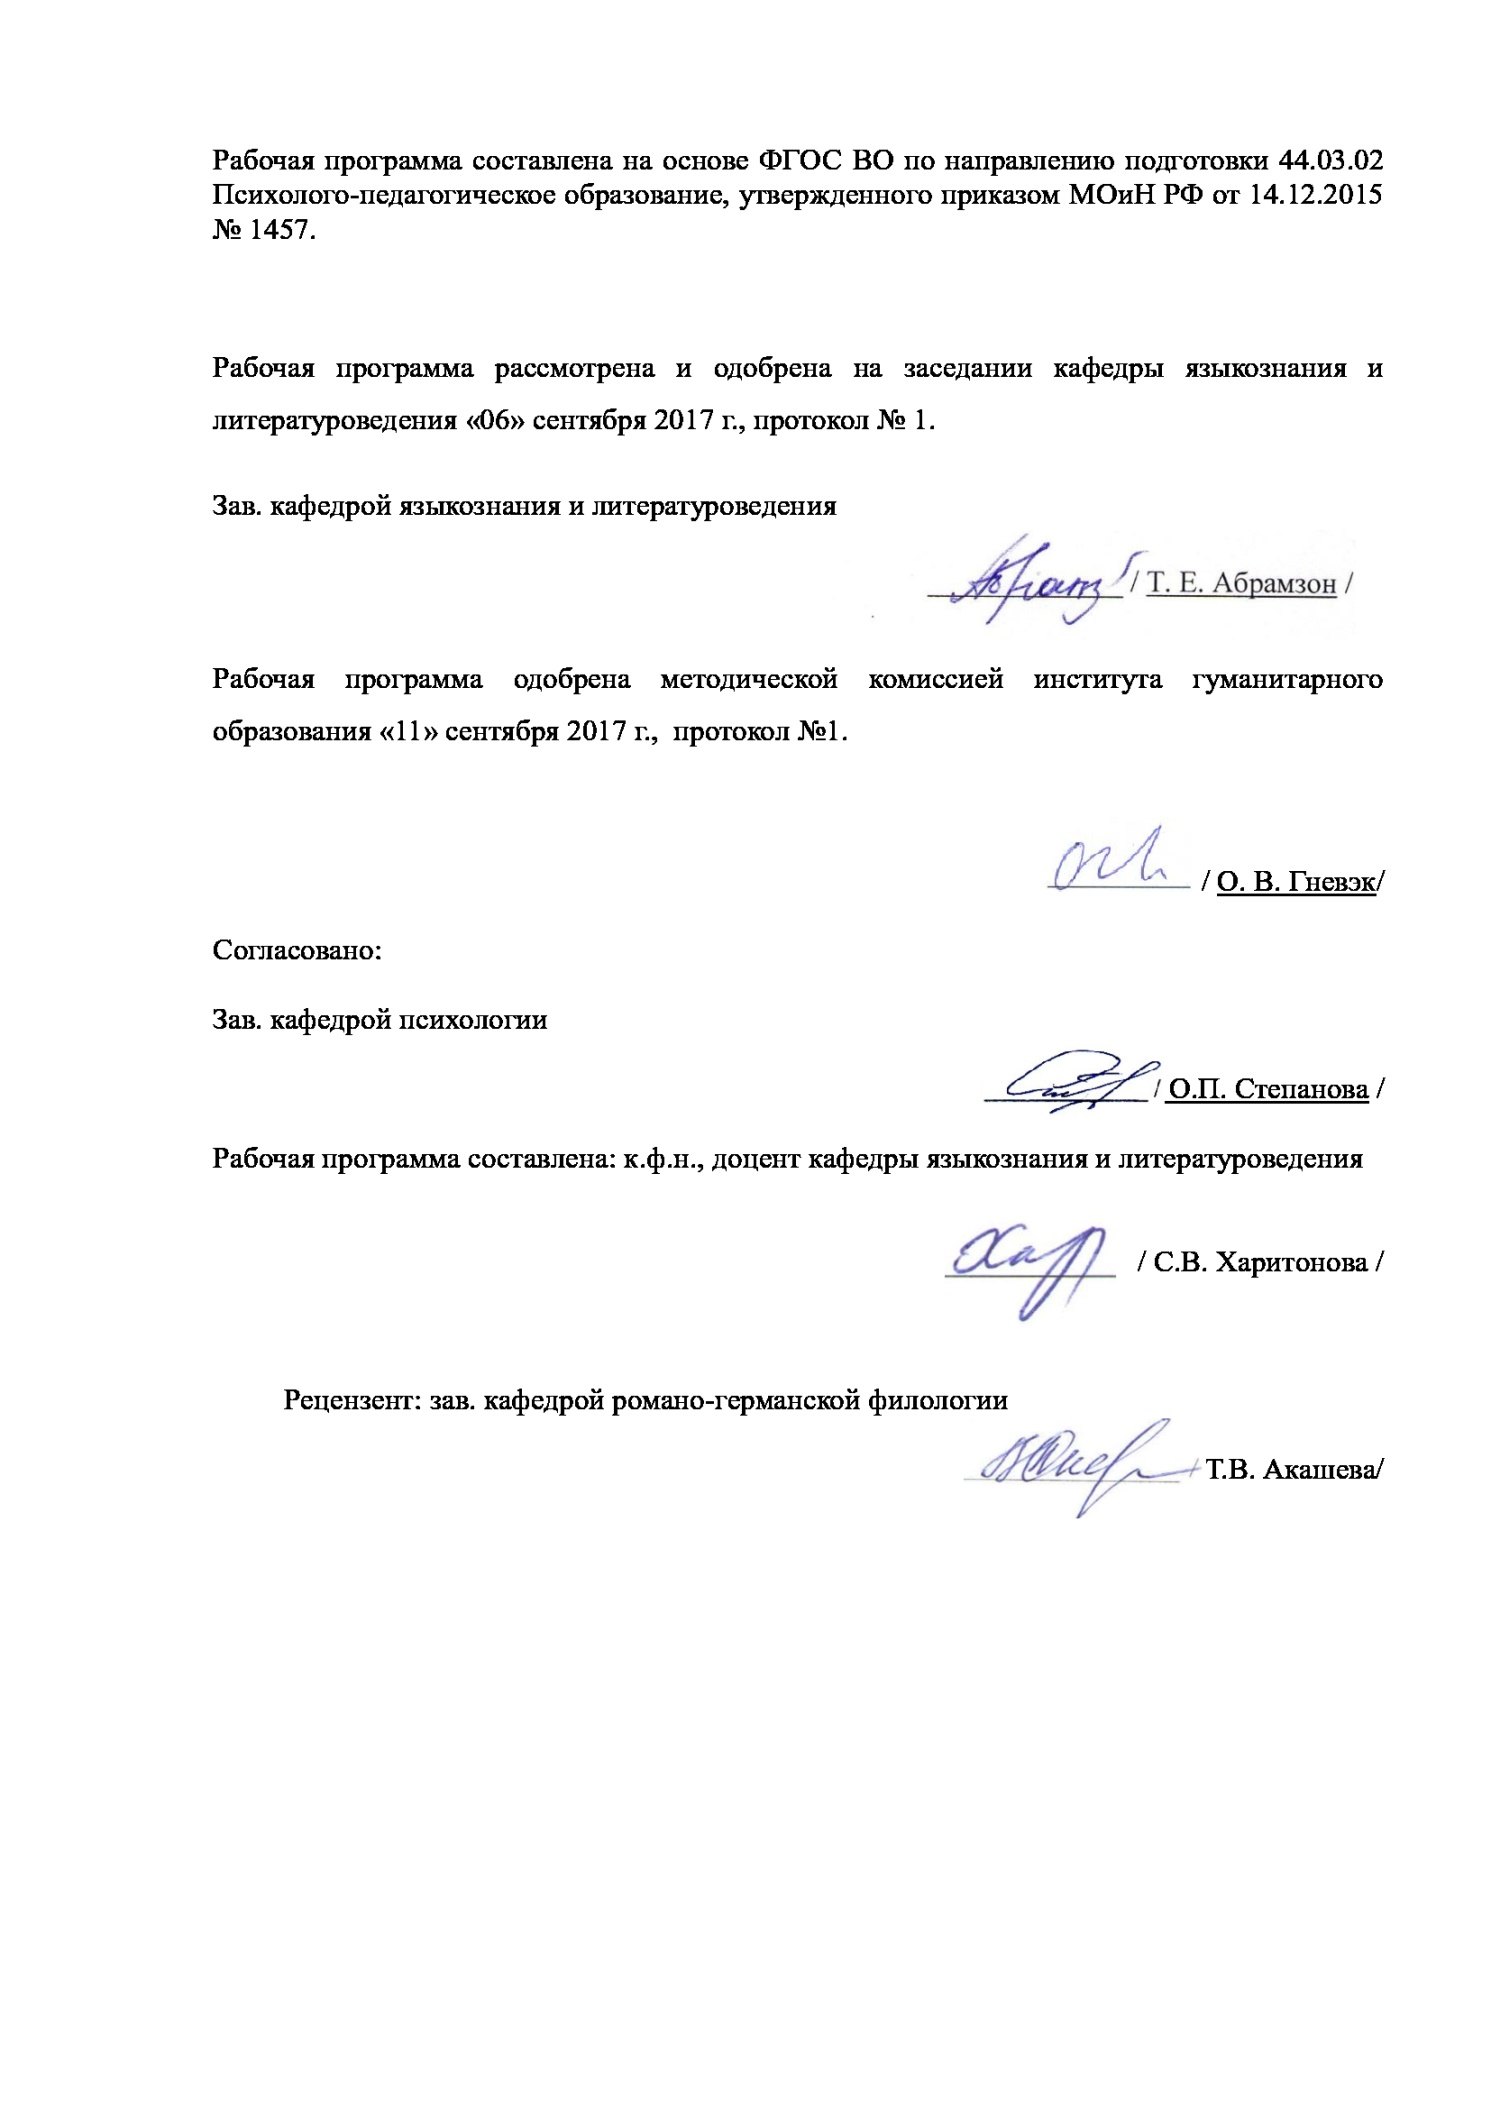 Рабочая программа составлена на основе ФГОС ВО по направлению подготовки 44.03.02
Психолого-педагогическое образование, утвержденного приказом МОиН РФ от 14.12.2015
№ 1457.
Рабочая программа рассмотрена и одобрена на заседании кафедры языкознания и
литературоведения «06» сентября 2017 г., протокол № 1.
Зав. кафедрой языкознания и литературоведения
/ Т. Е. Абрамзон /
Рабочая программа одобрена методической комиссией института гуманитарного
образования «11» сентября 2017 г., протокол №1.
/ О. В. Гневэк/
Согласовано:
Зав. кафедрой психологии
/ О.П. Степанова /
Рабочая программа составлена: к.ф.н., доцент кафедры языкознания и литературоведения
/ С.В. Харитонова /
Рецензент: зав. кафедрой романо-германской филологии
/ Т.В. Акашева/